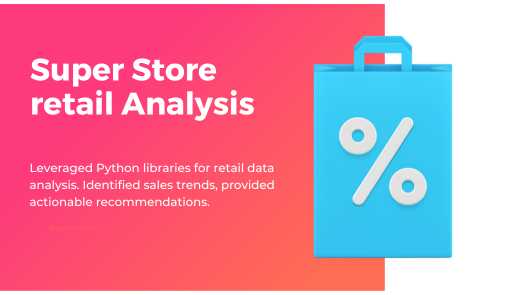 Super Store
retail Analysis
Leveraged Python libraries for retail data
analysis. Identified sales trends, provided
actionable recommendations.
%